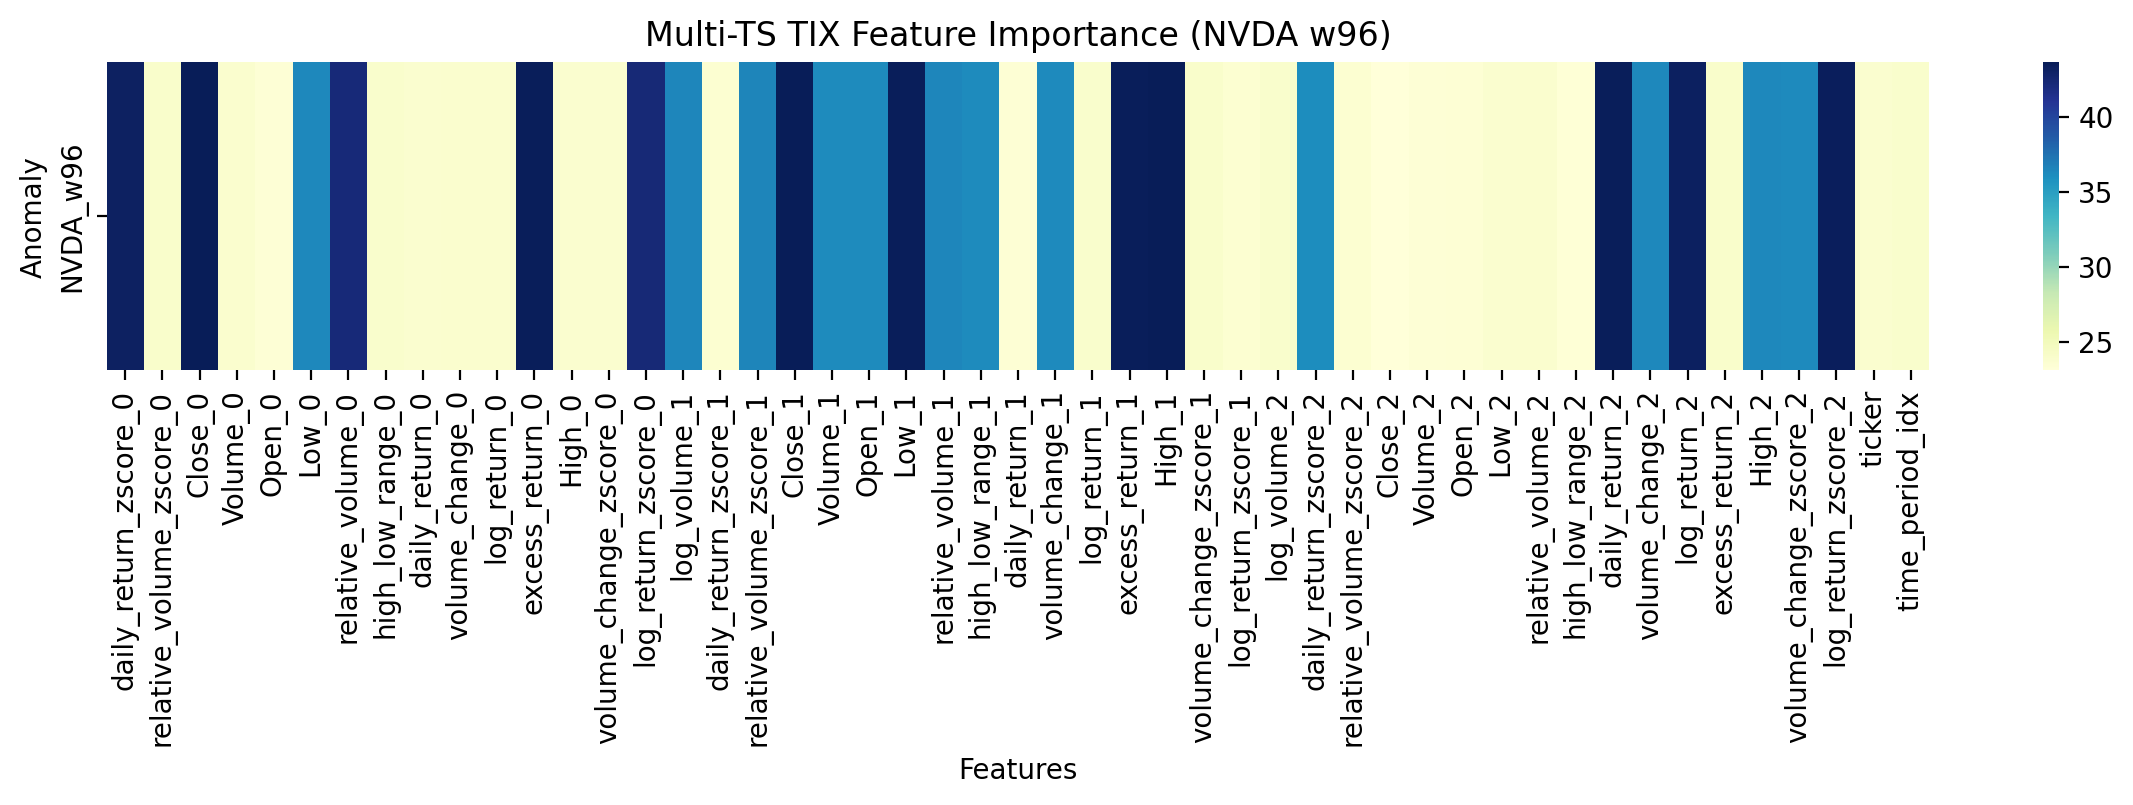 Multi-TS TIX Feature Importance (NVDA w96)
Anomaly
NVDA_w96
40
35
30
25
daily_return_zscore_0
relative_volume_zscore_0
Close_0
Volume_0
Open_0
Low_0
relative_volume_0
high_low_range_0
daily_return_0
volume_change_0
log_return_0
excess_return_0
High_0
volume_change_zscore_0
log_return_zscore_0
log_volume_1
daily_return_zscore_1
relative_volume_zscore_1
Close_1
Volume_1
Open_1
Low_1
relative_volume_1
high_low_range_1
daily_return_1
volume_change_1
log_return_1
excess_return_1
High_1
volume_change_zscore_1
log_return_zscore_1
log_volume_2
daily_return_zscore_2
relative_volume_zscore_2
Close_2
Volume_2
Open_2
Low_2
relative_volume_2
high_low_range_2
daily_return_2
volume_change_2
log_return_2
excess_return_2
High_2
volume_change_zscore_2
log_return_zscore_2
ticker
time_period_idx
Features